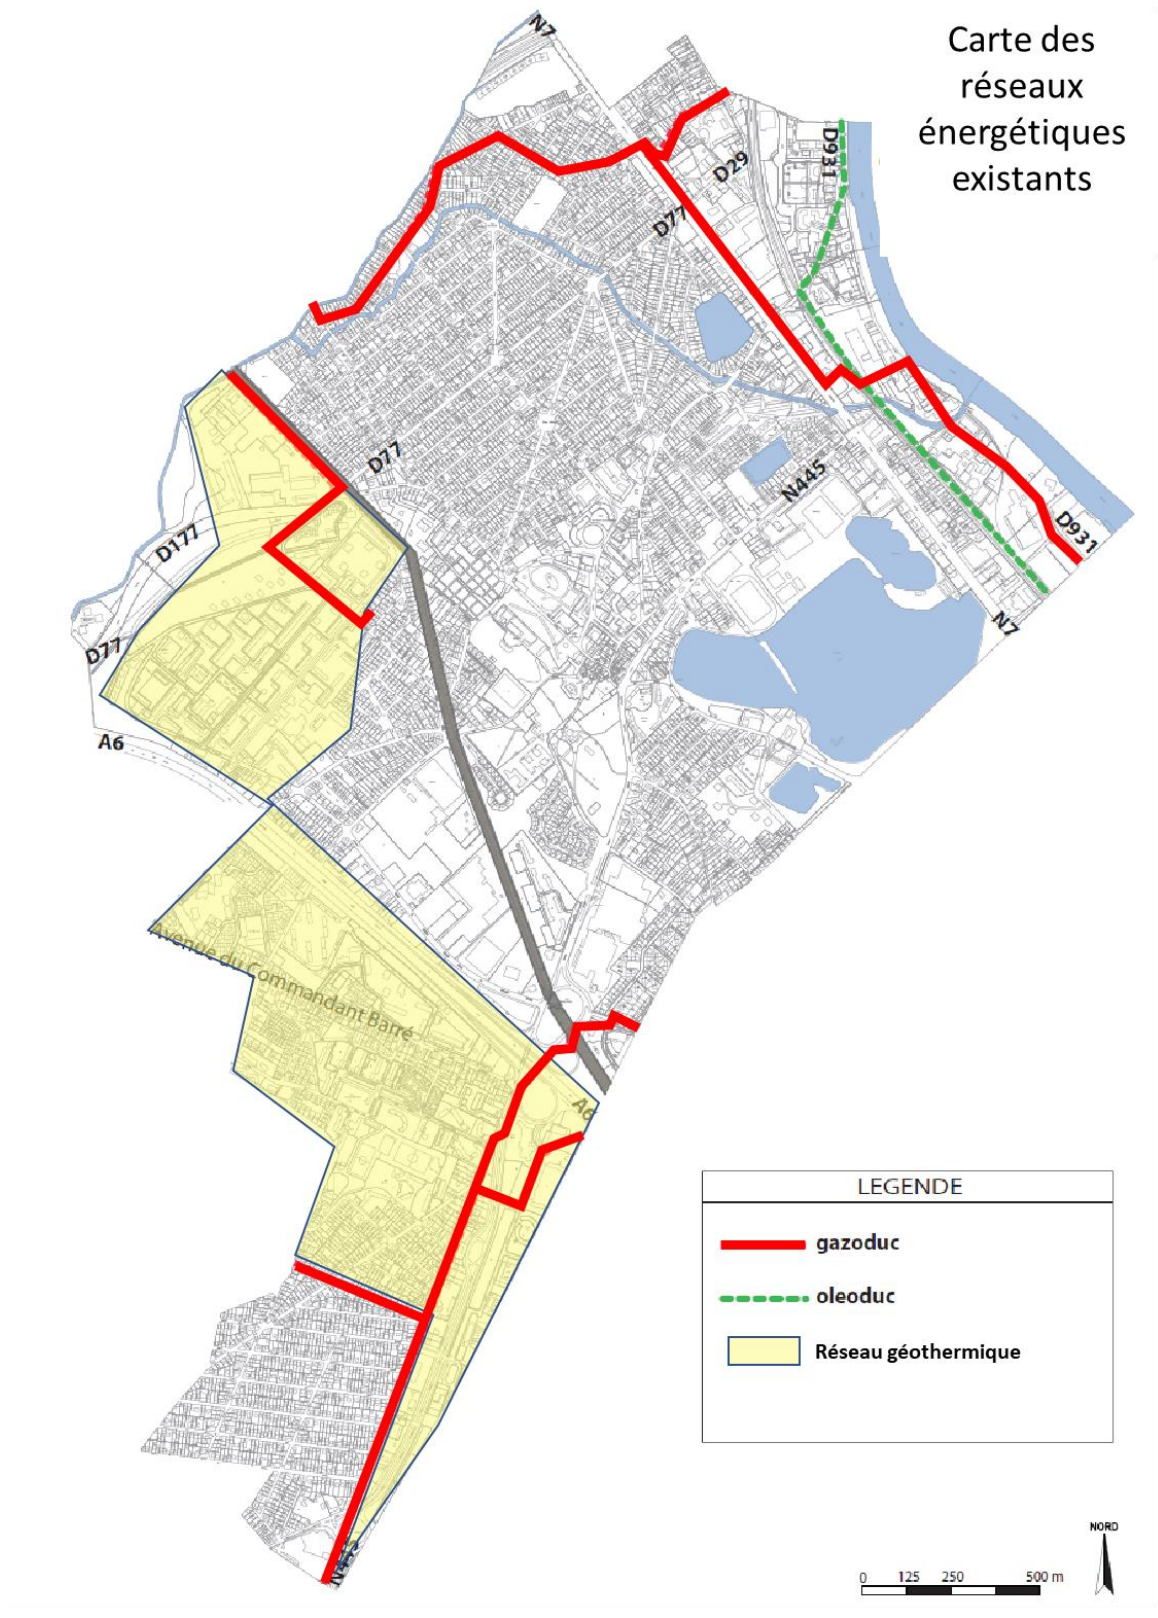 Carte des
réseaux
énergétiques
existants
N7
D931
D29
D77
D77
N445
D177
D931
N7
D77
A6
Avenue du Commandant Barré
A6
LEGENDE
gazoduc
oleoduc
Réseau géothermique
NORD
0 125 250 500 m